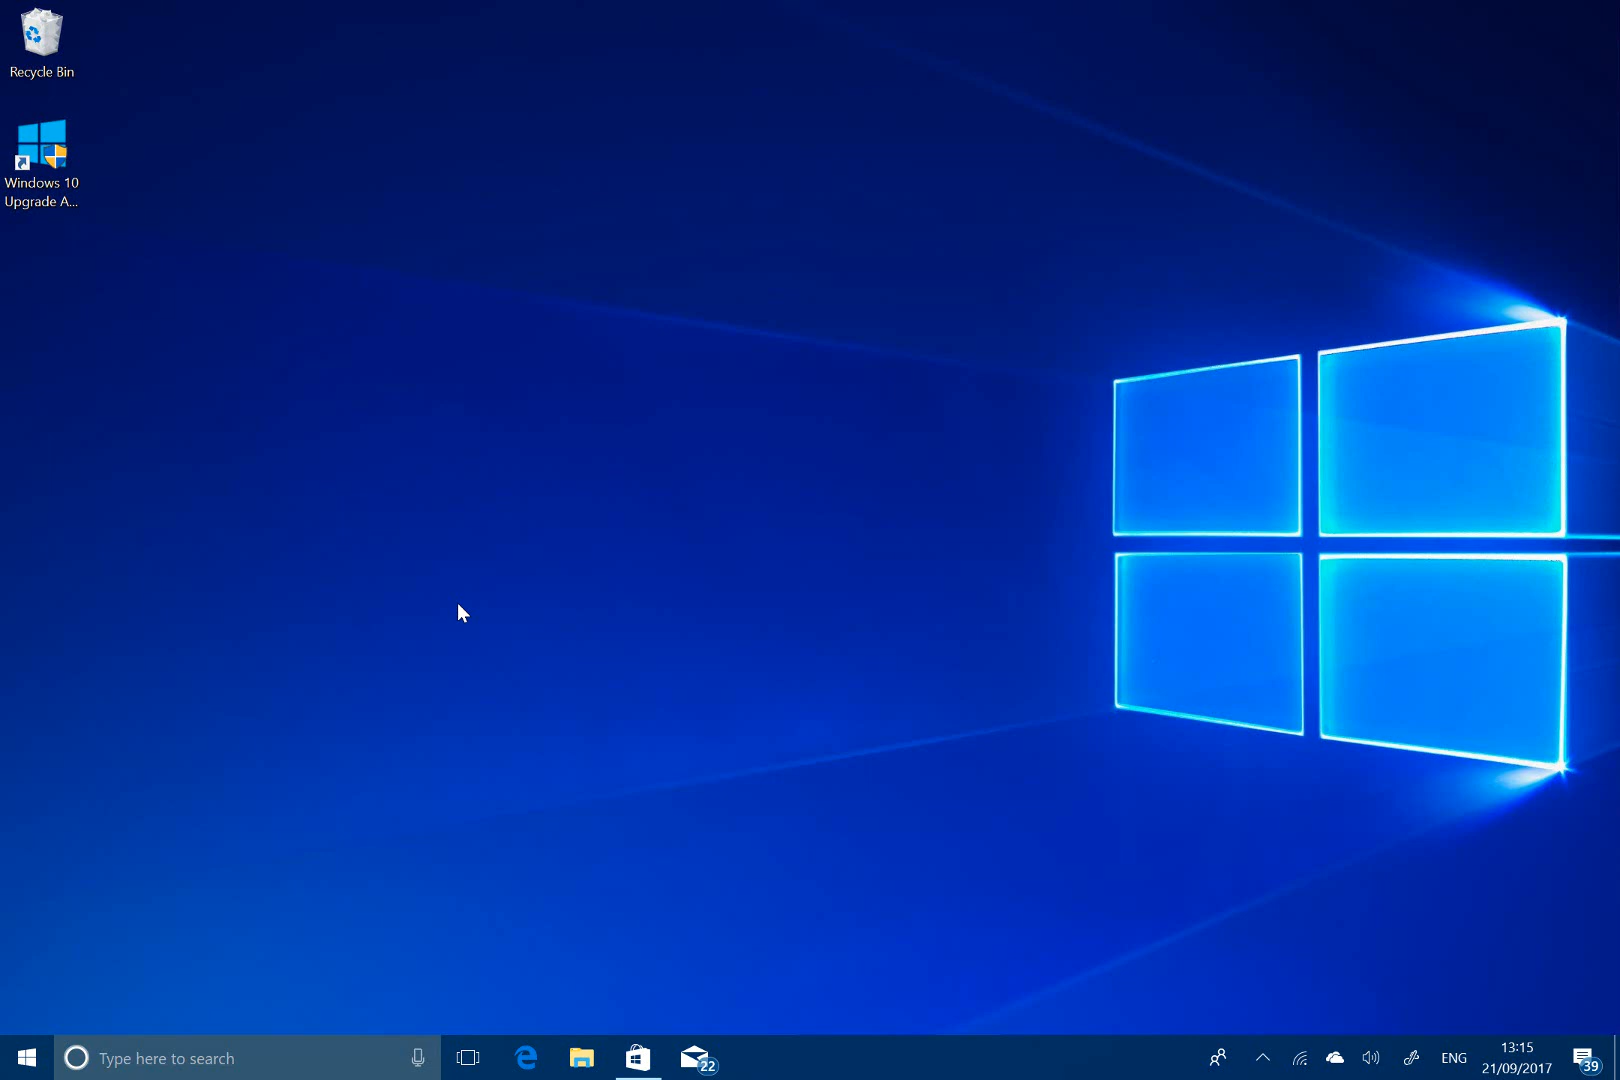 Recycle Bin
Windows 10
Upgrade A...
Type here to search
22
ENG
13:15
21/09/2017
39